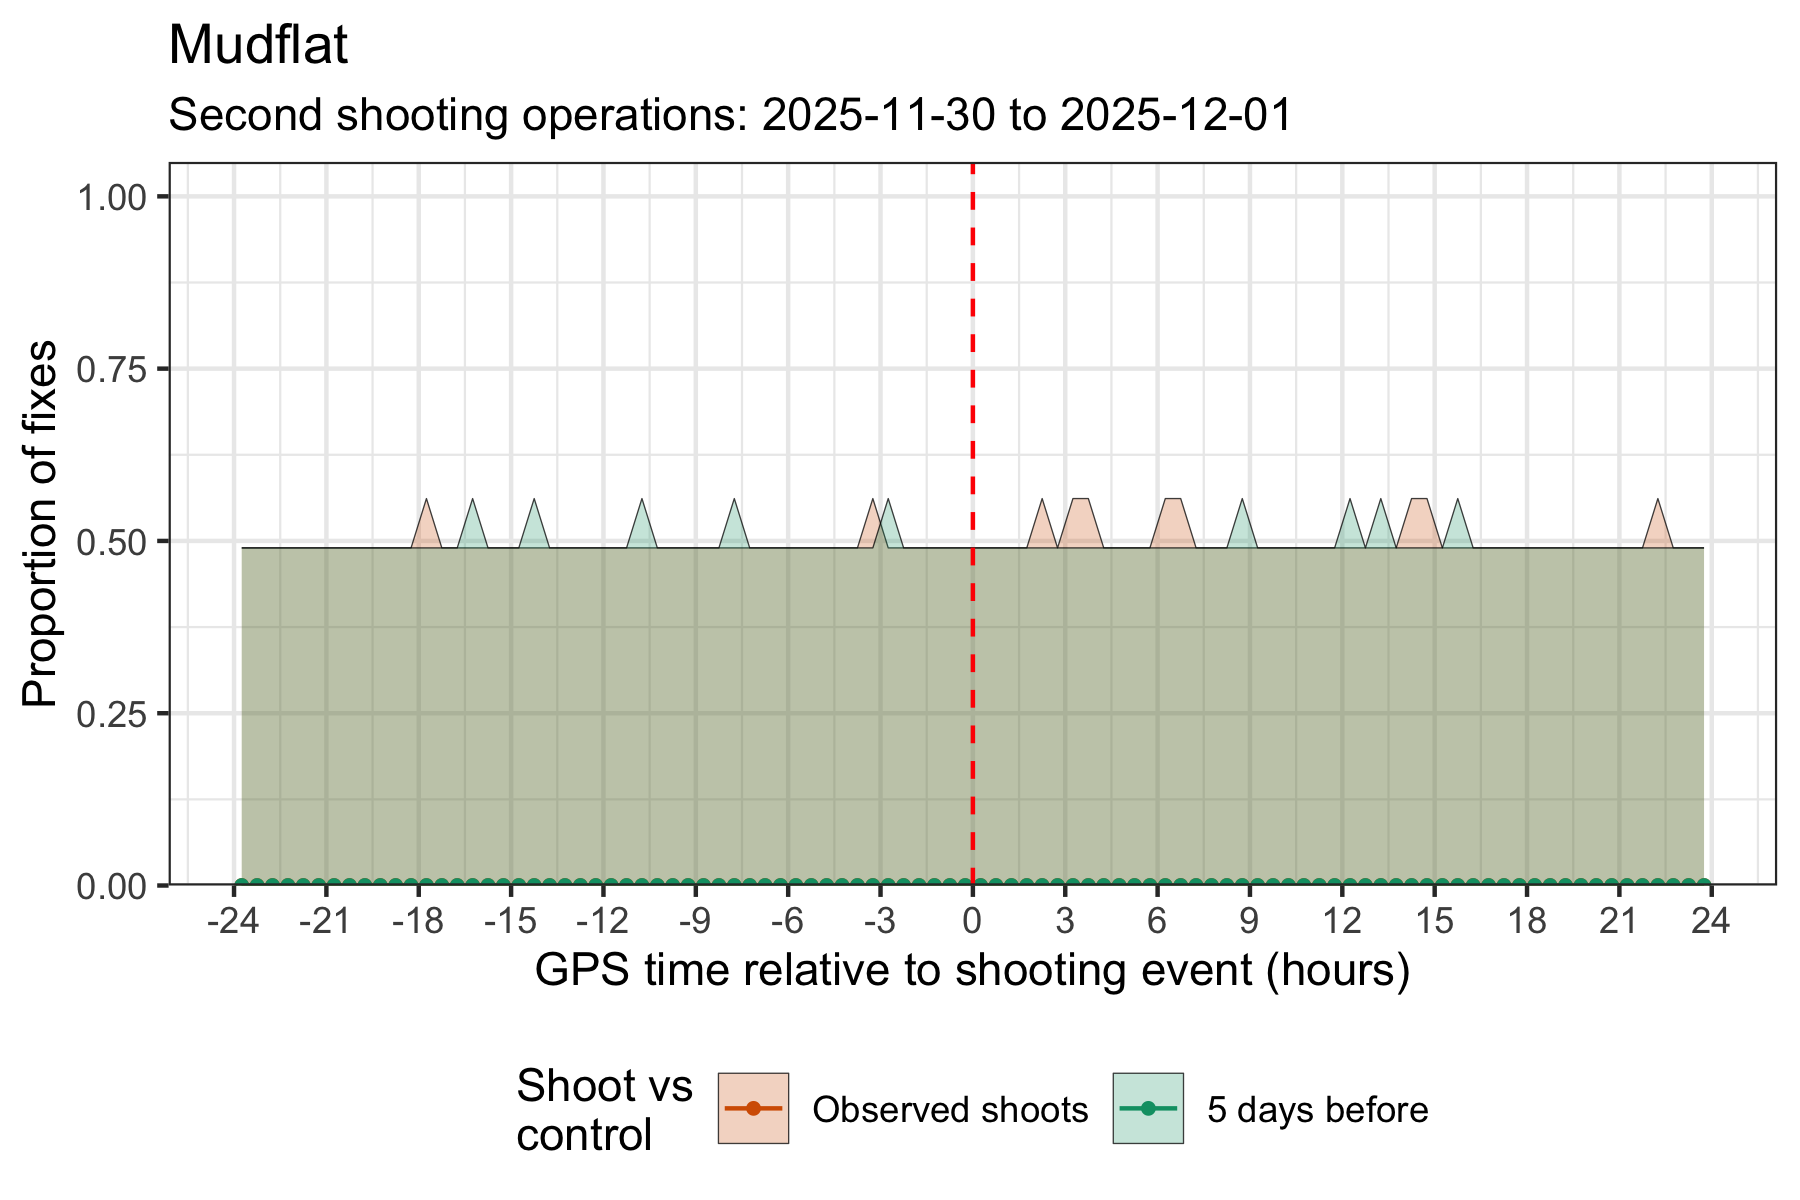 Mudflat
Second shooting operations: 2025-11-30 to 2025-12-01
Proportion of fixes
1.00
0.75
0.50
0.25
0.00
-24 -21 -18 -15 -12 -9 -6 -3 0 3 6 9 12 15 18 21 24
GPS time relative to shooting event (hours)
Shoot vs
control
Observed shoots
5 days before